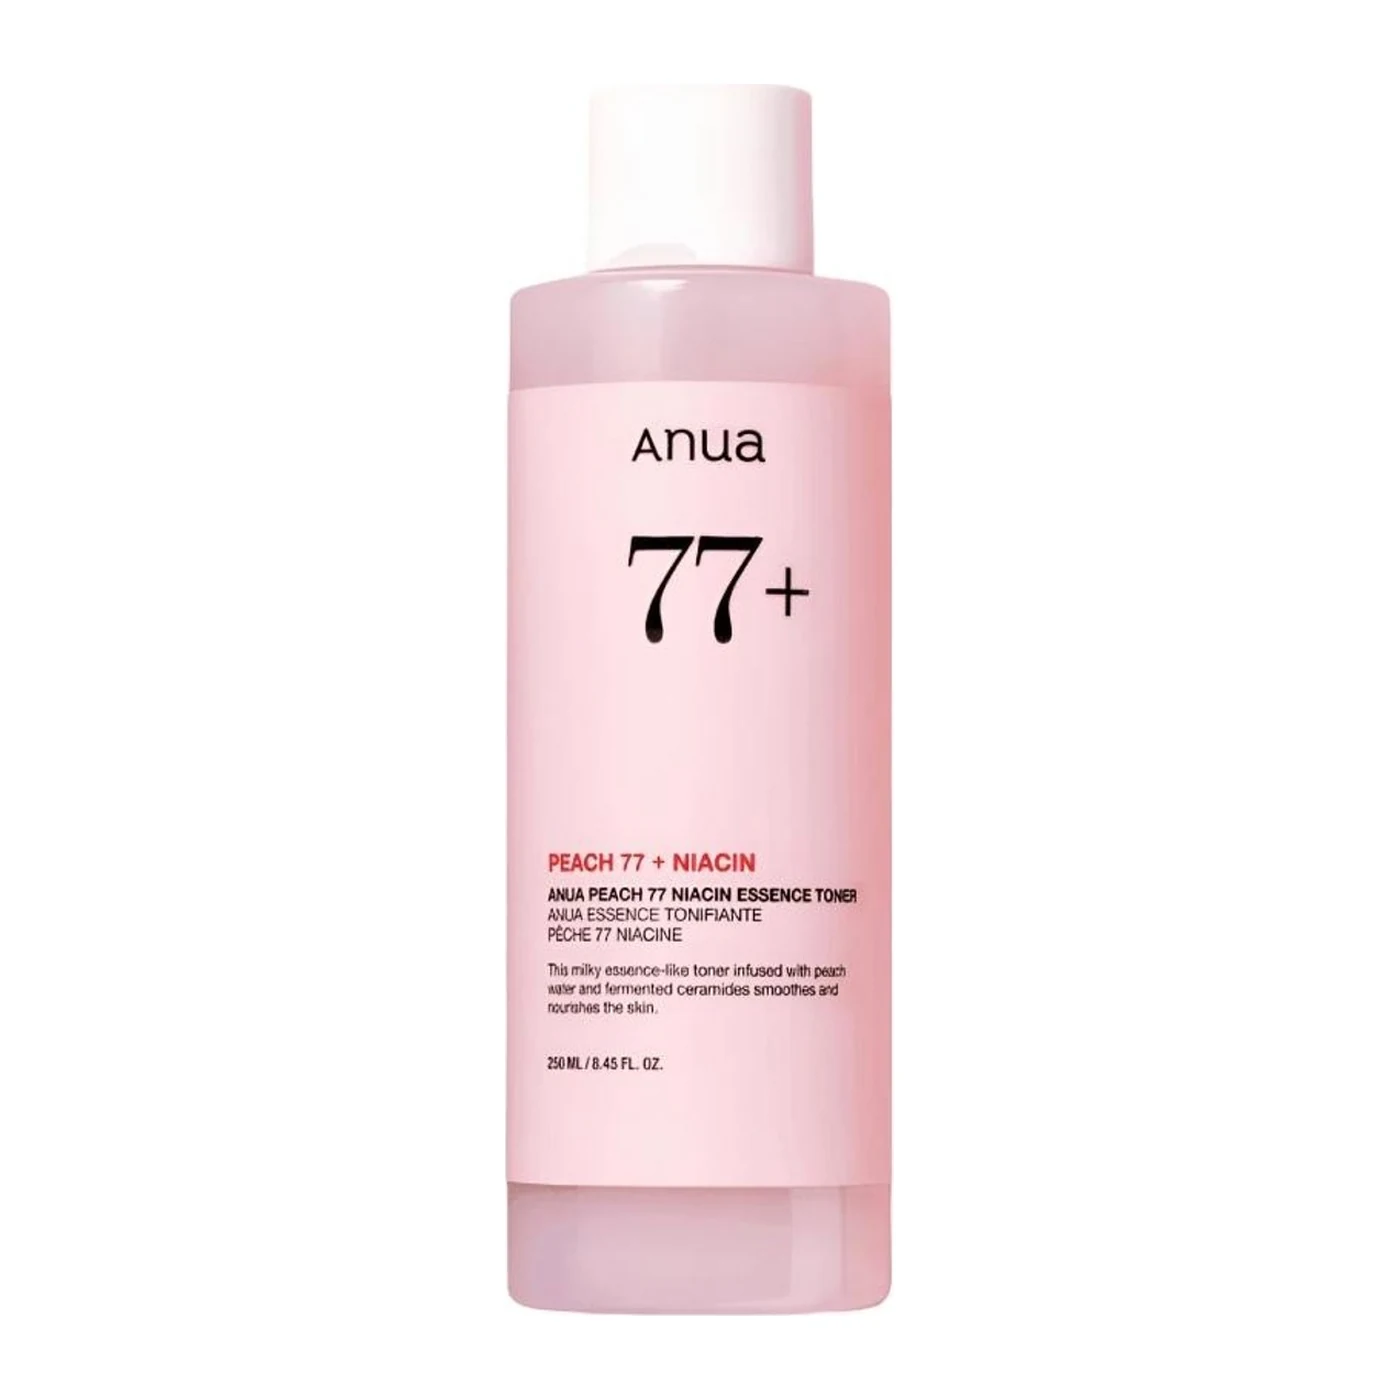 Anua
77+
PEACH 77 + NIACIN
ANUA PEACH 77 NIACIN ESSENCE TONER
ANUA ESSENCE TONIFIANTE
PÊCHE 77 NIACINE
This milky essence-like toner infused with peach
water and fermented ceramides smoothes and
nourishes the skin.
250 ML / 8.45 FL. OZ.